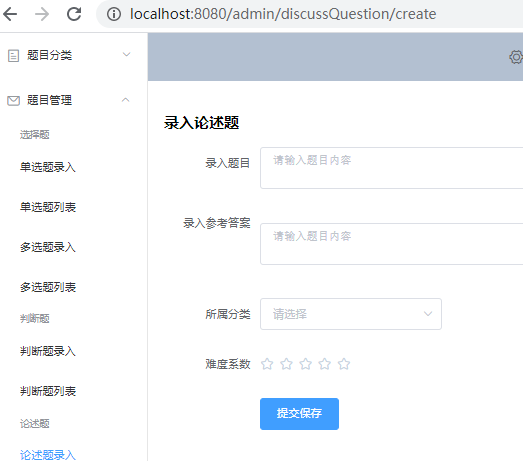 localhost:8080/admin/discussQuestion/create
题目分类
题目管理
选择题
单选题录入
单选题列表
多选题录入
多选题列表
判断题
判断题录入
判断题列表
论述题
论述题录入
录入论述题
录入题目
请输入题目内容
录入参考答案
请输入题目内容
所属分类
请选择
难度系数
提交保存